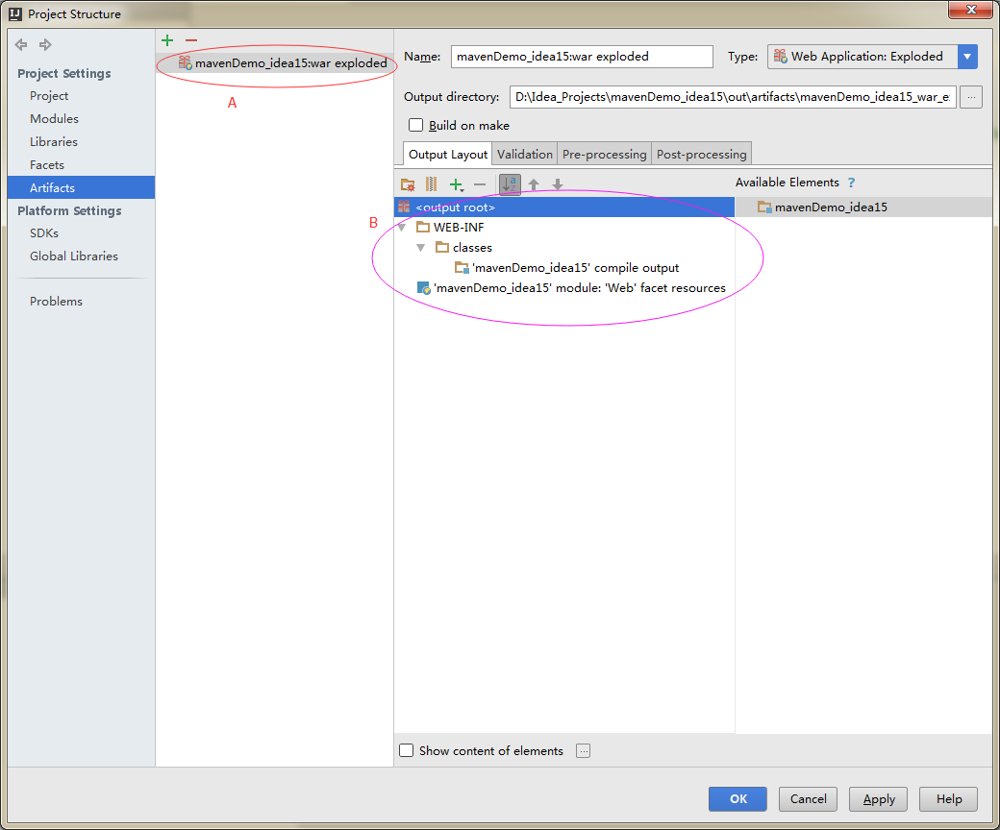 Project Structure
Project Settings
Project
Modules
Libraries
Facets
Artifacts
Platform Settings
SDKs
Global Libraries
Problems
mavenDemo_idea15:war exploded
A
Name: mavenDemo_idea15:war exploded Type: Web Application: Exploded
Output directory: D:\Idea_Projects\mavenDemo_idea15\out\artifacts\mavenDemo_idea15_war_e
Build on make
Output Layout Validation Pre-processing Post-processing
Available Elements ?
<output root>
mavenDemo_idea15
B
WEB-INF
classes
'mavenDemo_idea15' compile output
'mavenDemo_idea15' module: 'Web' facet resources
Show content of elements ...
OK Cancel Apply Help